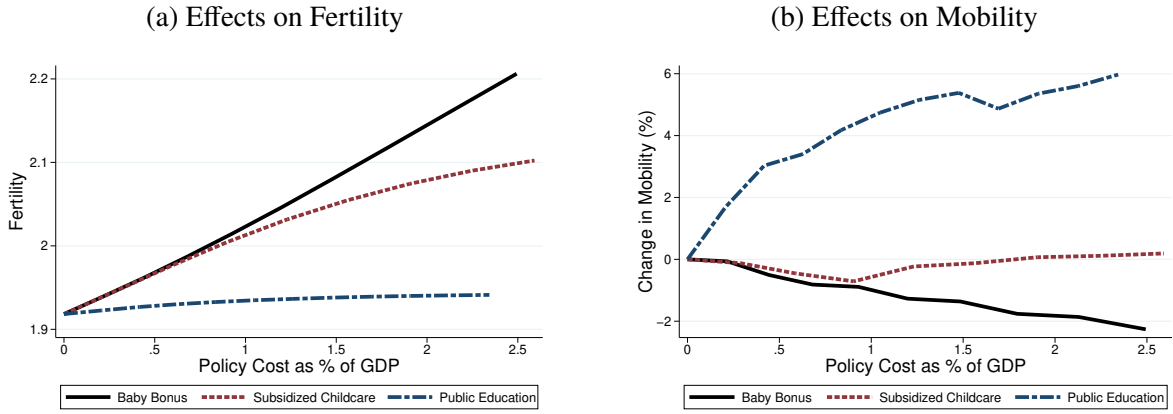 (a) Effects on Fertility
Fertility
2.2
2.1
2
1.9
0 .5 1 1.5 2 2.5
Policy Cost as % of GDP
Baby Bonus Subsidized Childcare Public Education
(b) Effects on Mobility
Change in Mobility (%)
6
4
2
0
−2
0 .5 1 1.5 2 2.5
Policy Cost as % of GDP
Baby Bonus Subsidized Childcare Public Education